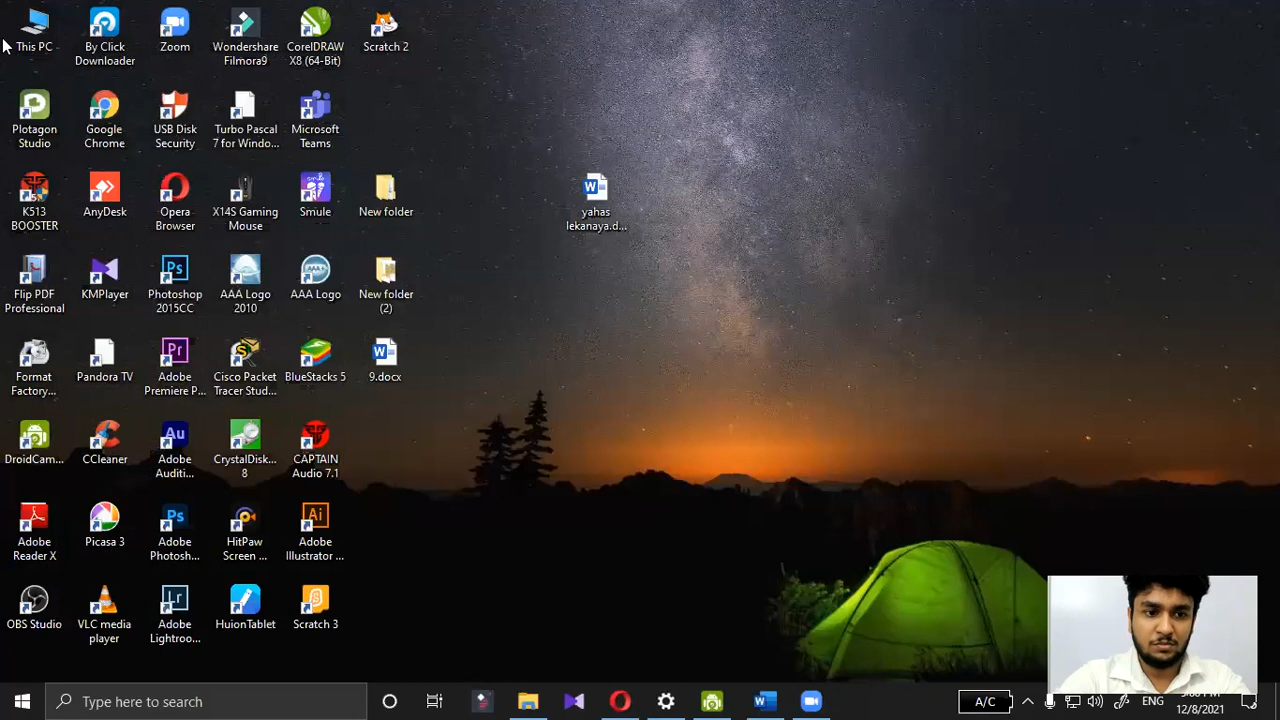 This PC
By Click
Downloader
Zoom
Wondershare
Filmora9
CorelDRAW
X8 (64-Bit)
Scratch 2
Plotagon
Studio
Google
Chrome
USB Disk
Security
Turbo Pascal
7 for Windo...
Microsoft
Teams
K513
BOOSTER
AnyDesk
Opera
Browser
X14S Gaming
Mouse
Smule
New folder
yahas
lekanaya.d...
Flip PDF
Professional
KMPlayer
Photoshop
2015CC
AAA Logo
2010
AAA Logo
New folder
(2)
Format
Factory...
Pandora TV
Adobe
Premiere P...
Cisco Packet
Tracer Stud...
BlueStacks 5
9.docx
DroidCam...
CCleaner
Adobe
Auditi...
CrystalDisk...
8
CAPTAIN
Audio 7.1
Adobe
Reader X
Picasa 3
Adobe
Photosh...
HitPaw
Screen ...
Adobe
Illustrator ...
OBS Studio
VLC media
player
Adobe
Lightroo...
HuionTablet
Scratch 3
Type here to search
A/C
ENG
12/8/2021